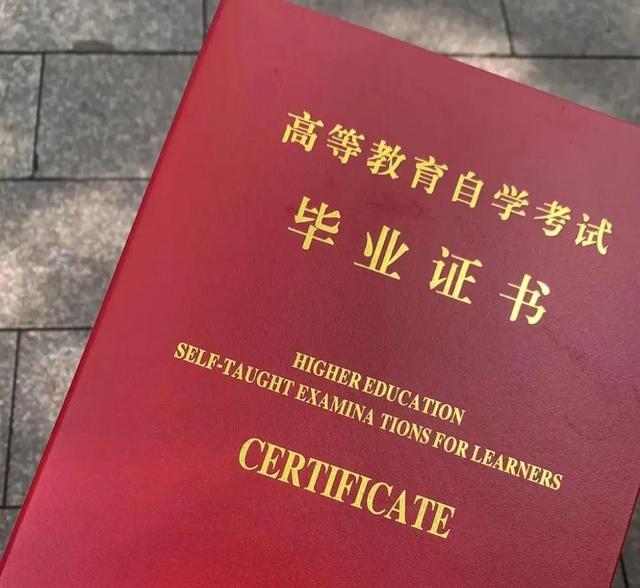 高等教育自学考试
毕业证书
HIGHER EDUCATION
SELF-TAUGHT EXAMINA TIONS FOR LEARNERS
CERTIFICATE